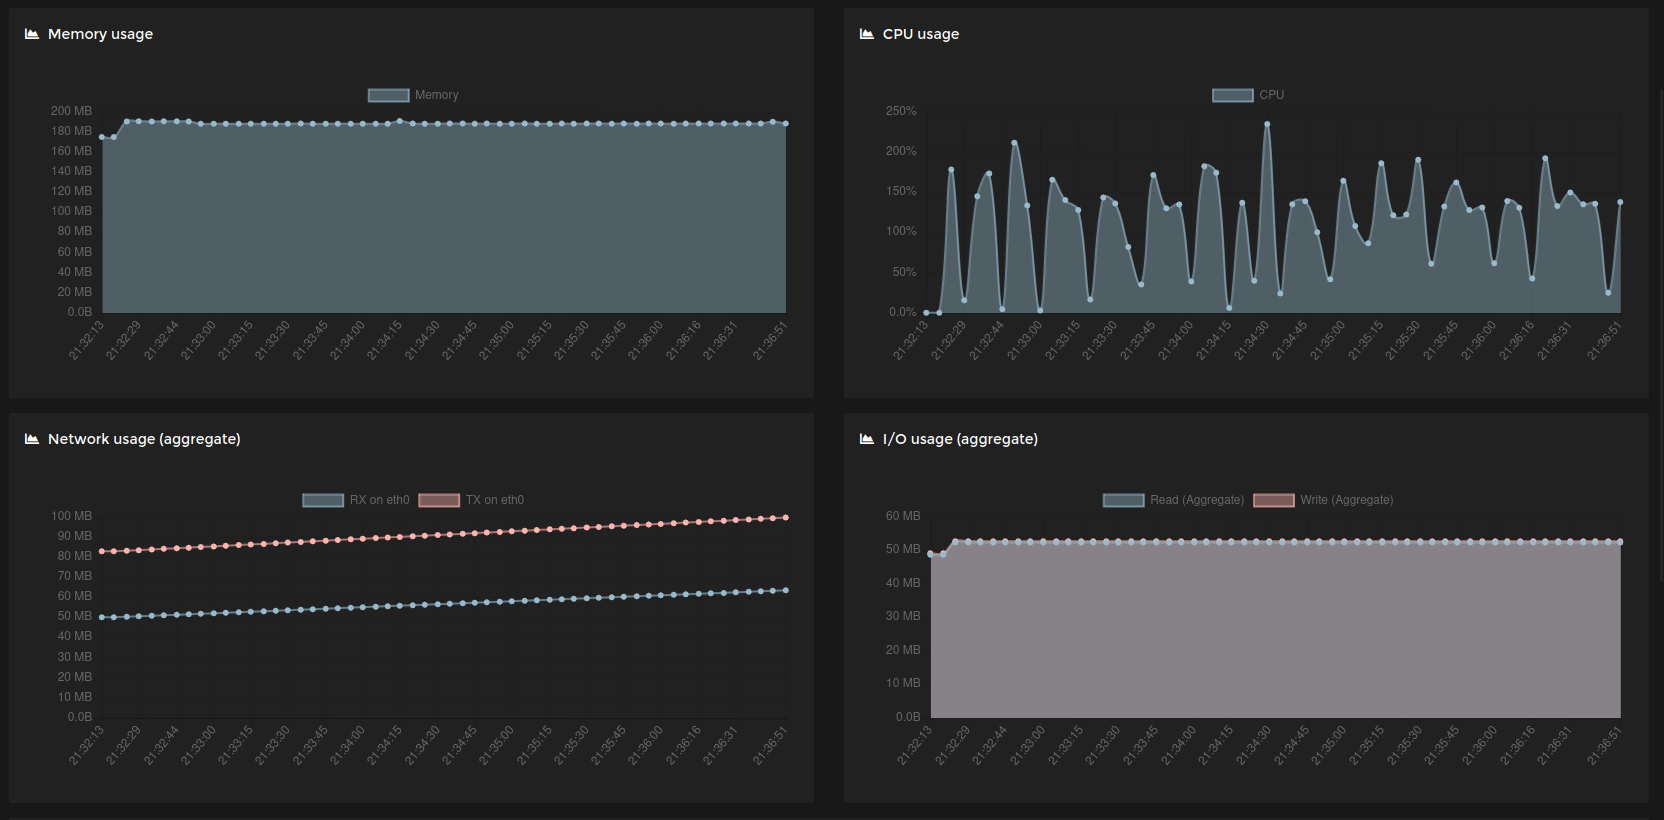 Memory usage
Memory
200 MB
180 MB
160 MB
140 MB
120 MB
100 MB
80 MB
60 MB
40 MB
20 MB
0.0B
21:32:13
21:32:29
21:32:44
21:33:00
21:33:15
21:33:30
21:33:45
21:34:00
21:34:15
21:34:30
21:34:45
21:35:00
21:35:15
21:35:30
21:35:45
21:36:00
21:36:16
21:36:31
21:36:51
CPU usage
CPU
250%
200%
150%
100%
50%
0.0%
21:32:13
21:32:29
21:32:44
21:33:00
21:33:15
21:33:30
21:33:45
21:34:00
21:34:15
21:34:30
21:34:45
21:35:00
21:35:15
21:35:30
21:35:45
21:36:00
21:36:16
21:36:31
21:36:51
Network usage (aggregate)
RX on eth0 TX on eth0
100 MB
90 MB
80 MB
70 MB
60 MB
50 MB
40 MB
30 MB
20 MB
10 MB
0.0B
21:32:13
21:32:29
21:32:44
21:33:00
21:33:15
21:33:30
21:33:45
21:34:00
21:34:15
21:34:30
21:34:45
21:35:00
21:35:15
21:35:30
21:35:45
21:36:00
21:36:16
21:36:31
21:36:51
I/O usage (aggregate)
Read (Aggregate) Write (Aggregate)
60 MB
50 MB
40 MB
30 MB
20 MB
10 MB
0.0B
21:32:13
21:32:29
21:32:44
21:33:00
21:33:15
21:33:30
21:33:45
21:34:00
21:34:15
21:34:30
21:34:45
21:35:00
21:35:15
21:35:30
21:35:45
21:36:00
21:36:16
21:36:31
21:36:51